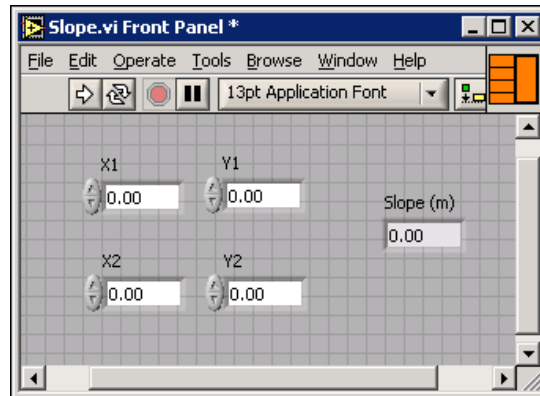 Slope.vi Front Panel *
File Edit Operate Tools Browse Window Help
13pt Application Font
X1 Y1
0.00 0.00
Slope (m)
0.00
X2 Y2
0.00 0.00